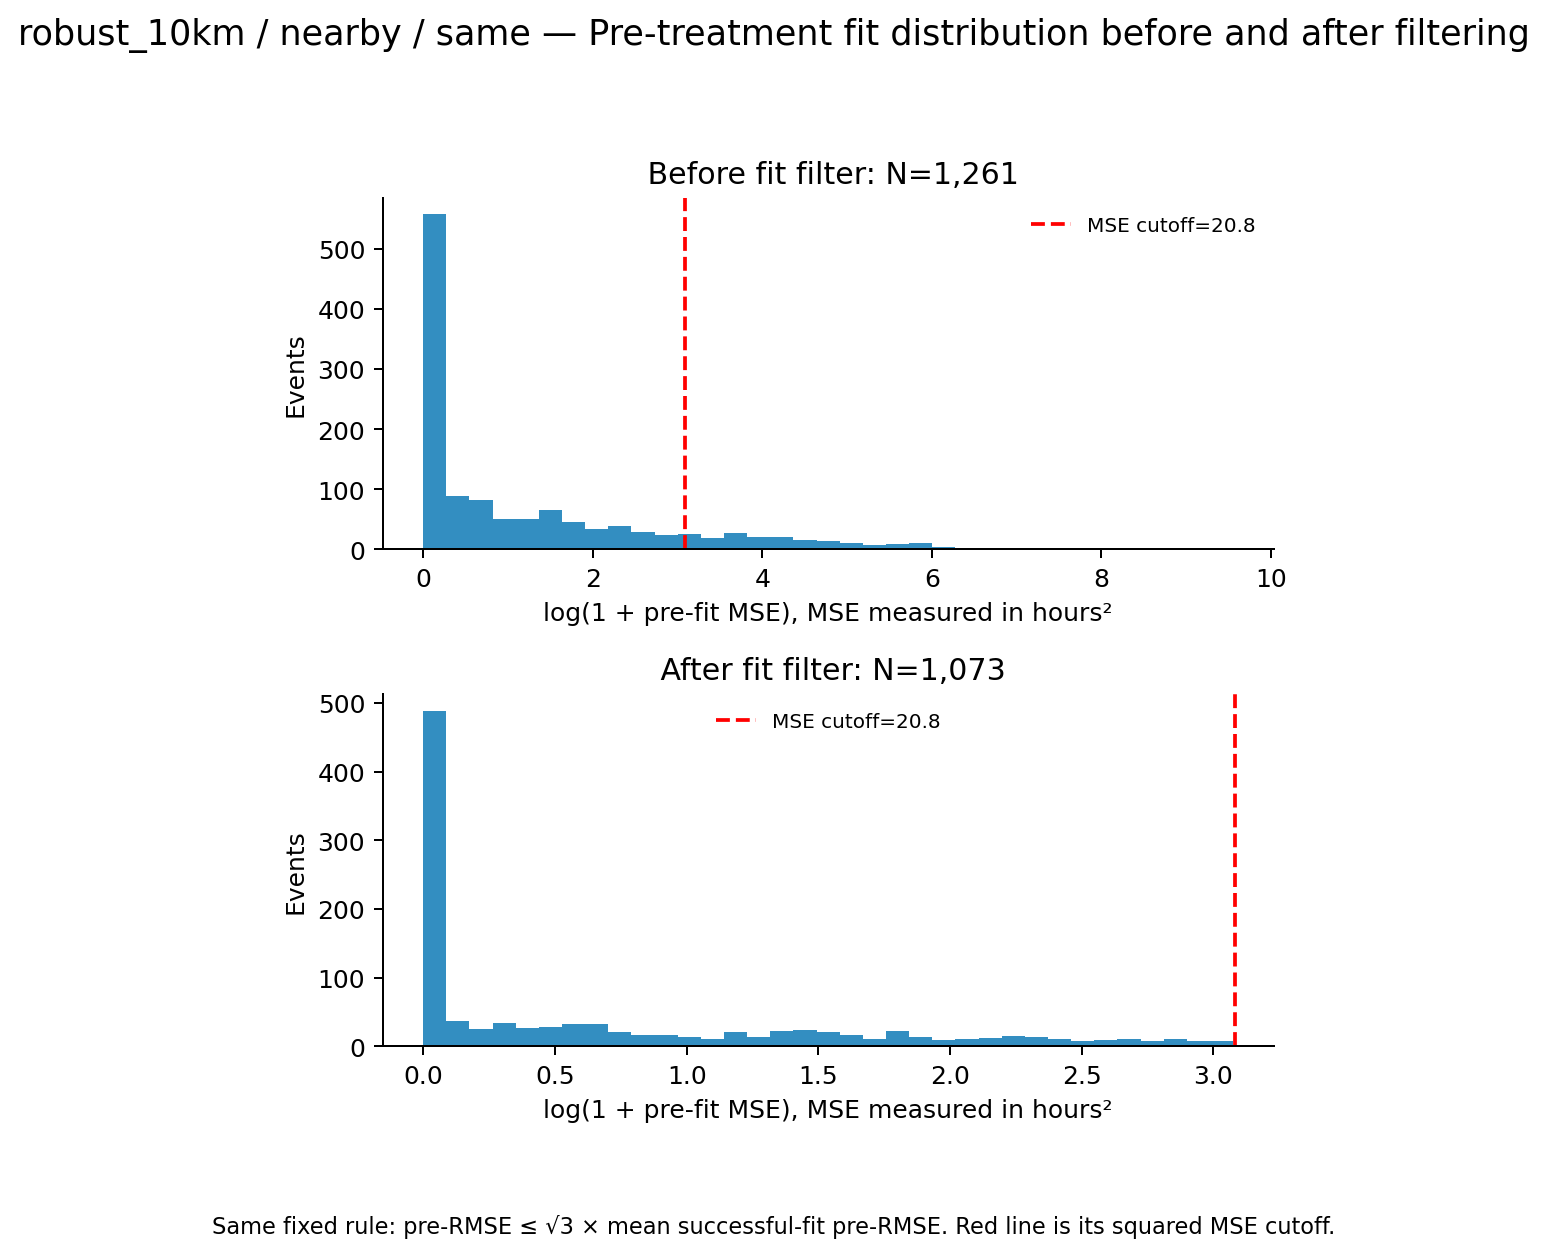 robust_10km / nearby / same — Pre-treatment fit distribution before and after filtering
Before fit filter: N=1,261
MSE cutoff=20.8
Events
500
400
300
200
100
0
0 2 4 6 8 10
log(1 + pre-fit MSE), MSE measured in hours²
After fit filter: N=1,073
MSE cutoff=20.8
Events
500
400
300
200
100
0
0.0 0.5 1.0 1.5 2.0 2.5 3.0
log(1 + pre-fit MSE), MSE measured in hours²
Same fixed rule: pre-RMSE ≤ √3 × mean successful-fit pre-RMSE. Red line is its squared MSE cutoff.